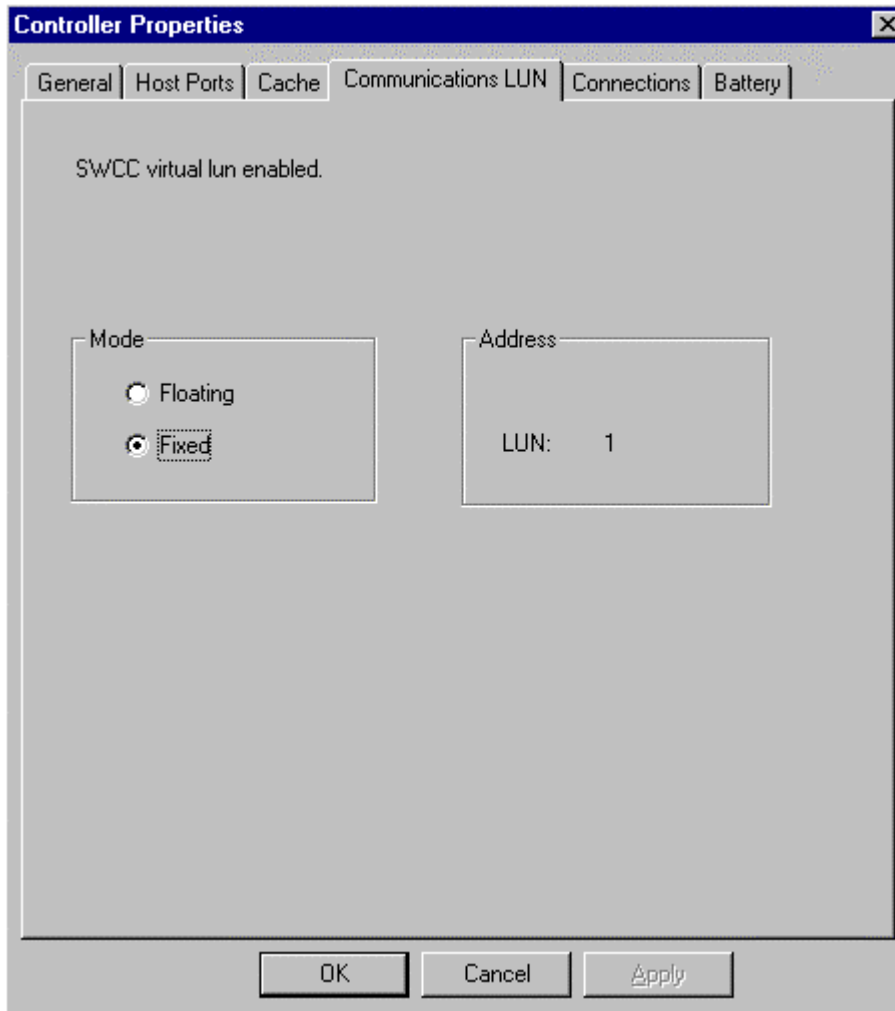 Controller Properties
General Host Ports Cache Communications LUN Connections Battery
SWCC virtual lun enabled.
Mode
Floating
Fixed
Address
LUN: 1
OK Cancel Apply